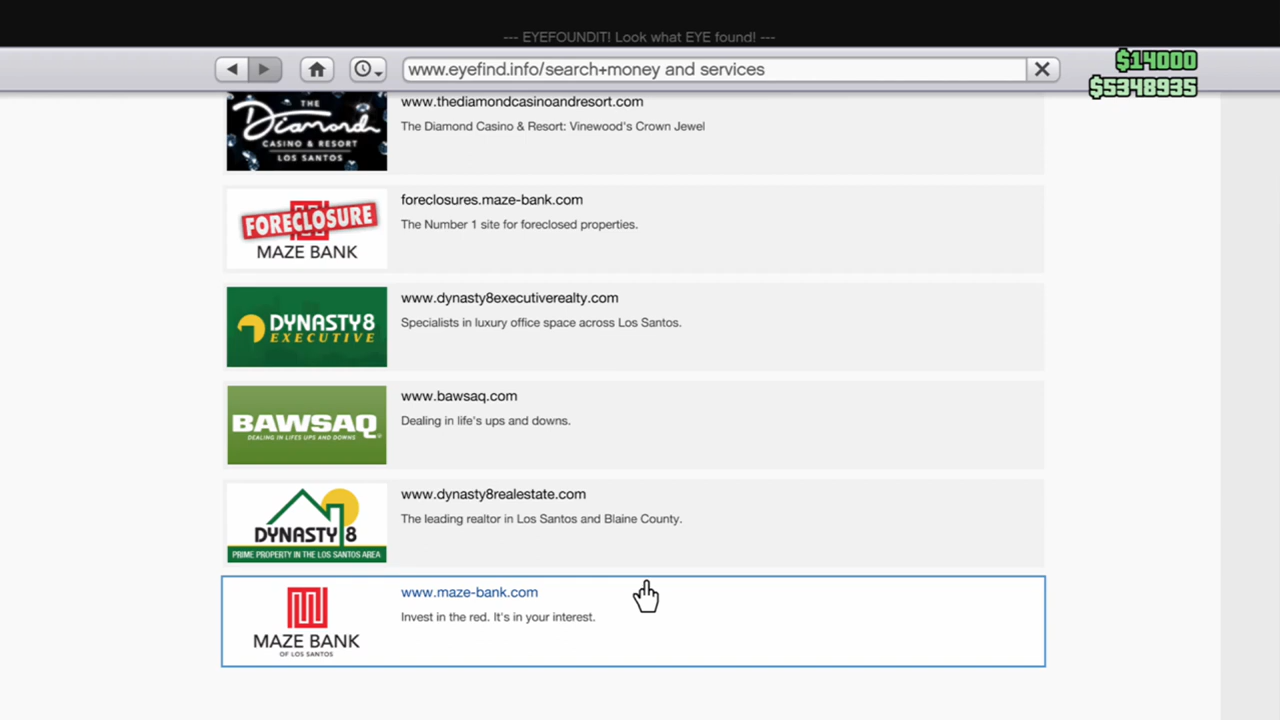 --- EYEFOUNDIT! Look what EYE found! ---
www.eyefind.info/search+money and services
$14000
$5348935
THE
Diamond
CASINO & RESORT
LOS SANTOS
www.thediamondcasinoandresort.com
The Diamond Casino & Resort: Vinewood's Crown Jewel
FORECLOSURE
MAZE BANK
foreclosures.maze-bank.com
The Number 1 site for foreclosed properties.
DYNASTY8
EXECUTIVE
www.dynasty8executiverealty.com
Specialists in luxury office space across Los Santos.
BAWSAQ
DEALING IN LIFES UPS AND DOWNS
www.bawsaq.com
Dealing in life's ups and downs.
DYNASTY 8
PRIME PROPERTY IN THE LOS SANTOS AREA
www.dynasty8realestate.com
The leading realtor in Los Santos and Blaine County.
MAZE BANK
OF LOS SANTOS
www.maze-bank.com
Invest in the red. It's in your interest.